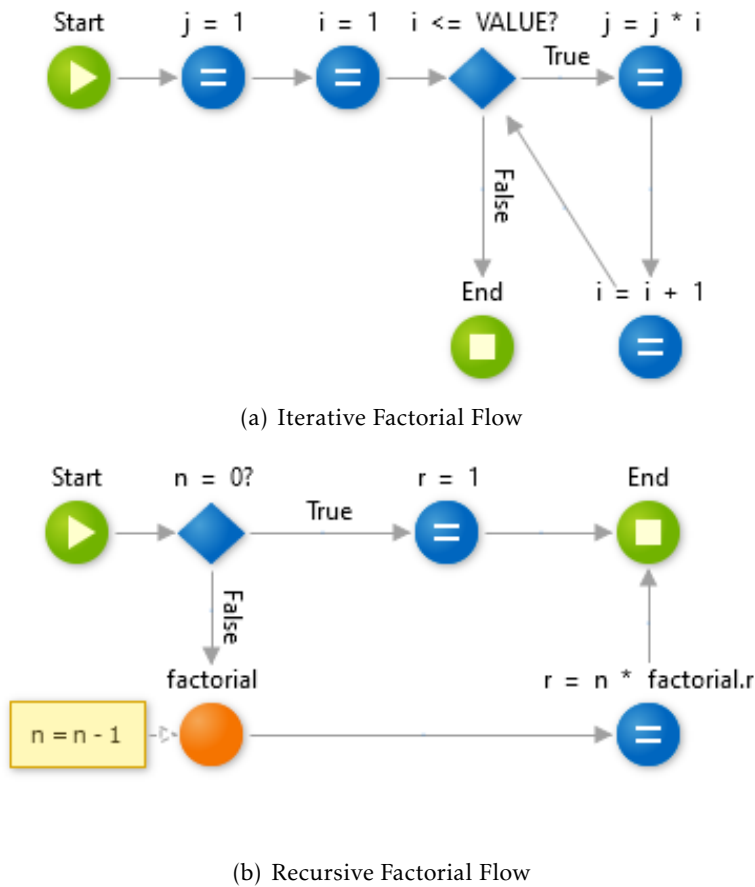 Start j = 1 i = 1 i <= VALUE? j = j * i
True
False
End i = i + 1
(a) Iterative Factorial Flow
Start n = 0? r = 1 End
True
False
factorial r = n * factorial.r
n = n - 1
(b) Recursive Factorial Flow